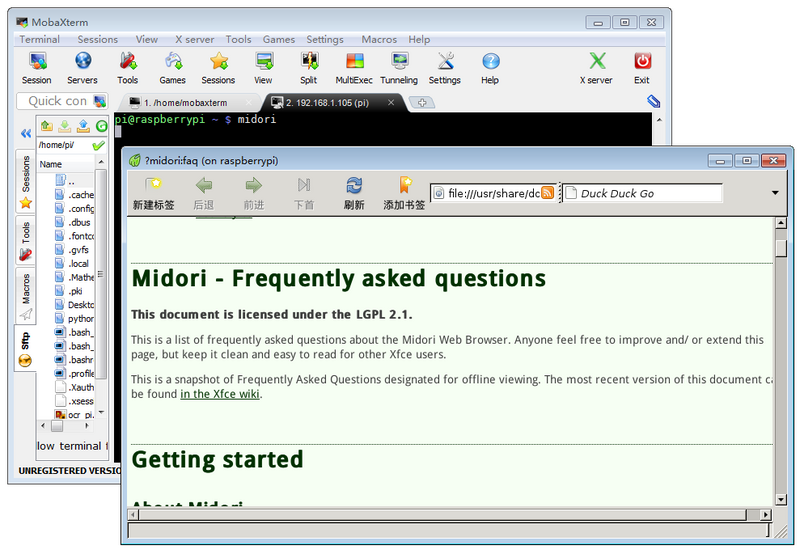 MobaXterm
Terminal Sessions View X server Tools Games Settings Macros Help
Session Servers Tools Games Sessions View Split MultiExec Tunneling Settings Help X server Exit
Quick con
1. /home/mobaxterm
2. 192.168.1.105 (pi)
pi@raspberrypi ~ $ midori
/home/pi/
Name
..
.cache
.config
.dbus
.fontco
.gvfs
.local
.Mathe
.pki
Deskto
python
.bash_
.bash_
.bashr
.profile
.Xauth
.xsess
ocr_pi.
low terminal f
Sessions
Tools
Macros
Sftp
UNREGISTERED VERSIO
?midori:faq (on raspberrypi)
新建标签 后退 前进 下首 刷新 添加书签
file:///usr/share/dc
Duck Duck Go
Midori - Frequently asked questions
This document is licensed under the LGPL 2.1.
This is a list of frequently asked questions about the Midori Web Browser. Anyone feel free to improve and/ or extend this
page, but keep it clean and easy to read for other Xfce users.
This is a snapshot of Frequently Asked Questions designated for offline viewing. The most recent version of this document ca
be found in the Xfce wiki.
Getting started
About Midori